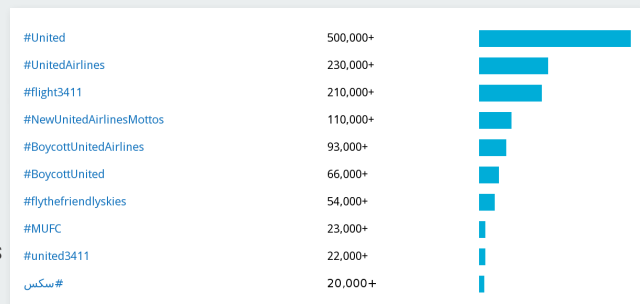 #United 500,000+
#UnitedAirlines 230,000+
#flight3411 210,000+
#NewUnitedAirlinesMottos 110,000+
#BoycottUnitedAirlines 93,000+
#BoycottUnited 66,000+
#flythefriendlyskies 54,000+
#MUFC 23,000+
#united3411 22,000+
#سكس 20,000+